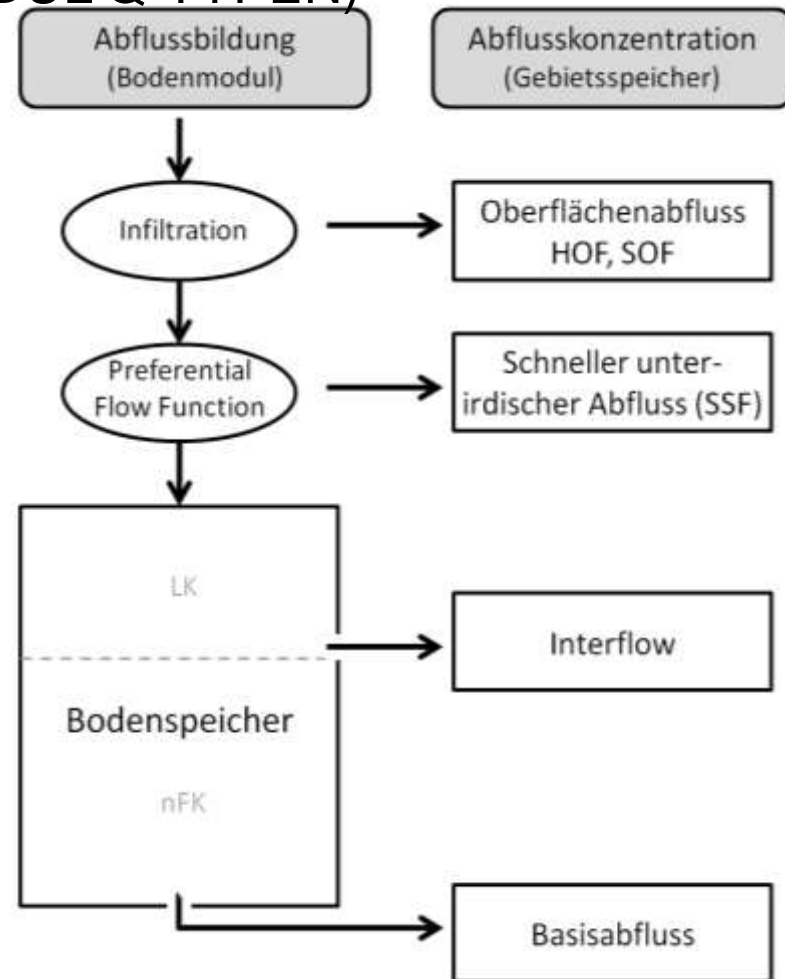 Abflussbildung
(Bodenmodul)
Abflusskonzentration
(Gebietsspeicher)
Infiltration
Oberflächenabfluss
HOF, SOF
Preferential
Flow Function
Schneller unter-
irdischer Abfluss (SSF)
LK
Interflow
Bodenspeicher
nFK
Basisabfluss